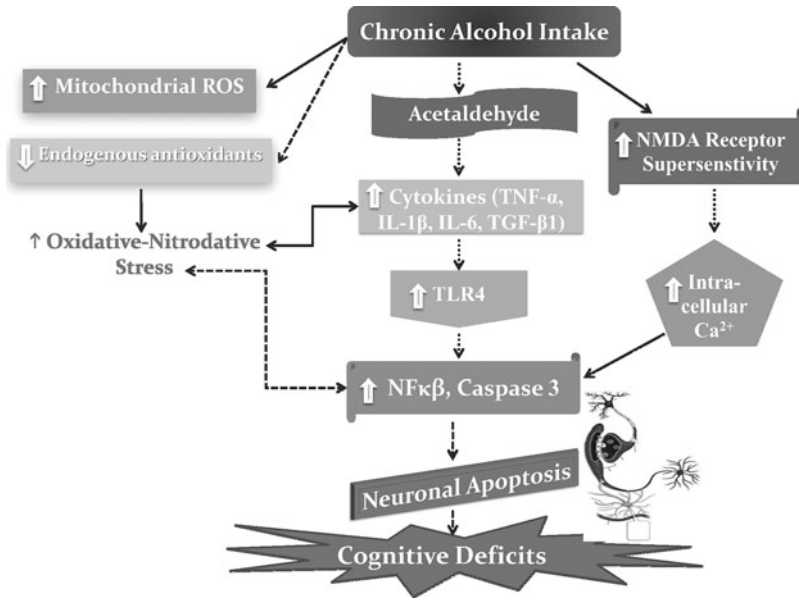 Chronic Alcohol Intake
⇧ Mitochondrial ROS
⇩ Endogenous antioxidants
↑ Oxidative-Nitrodative
Stress
Acetaldehyde
⇧ Cytokines (TNF-α,
IL-1β, IL-6, TGF-β1)
⇧ TLR4
⇧ NMDA Receptor
Supersenstivity
⇧ Intra-
cellular
Ca²⁺
⇧ NFκβ, Caspase 3
Neuronal Apoptosis
Cognitive Deficits